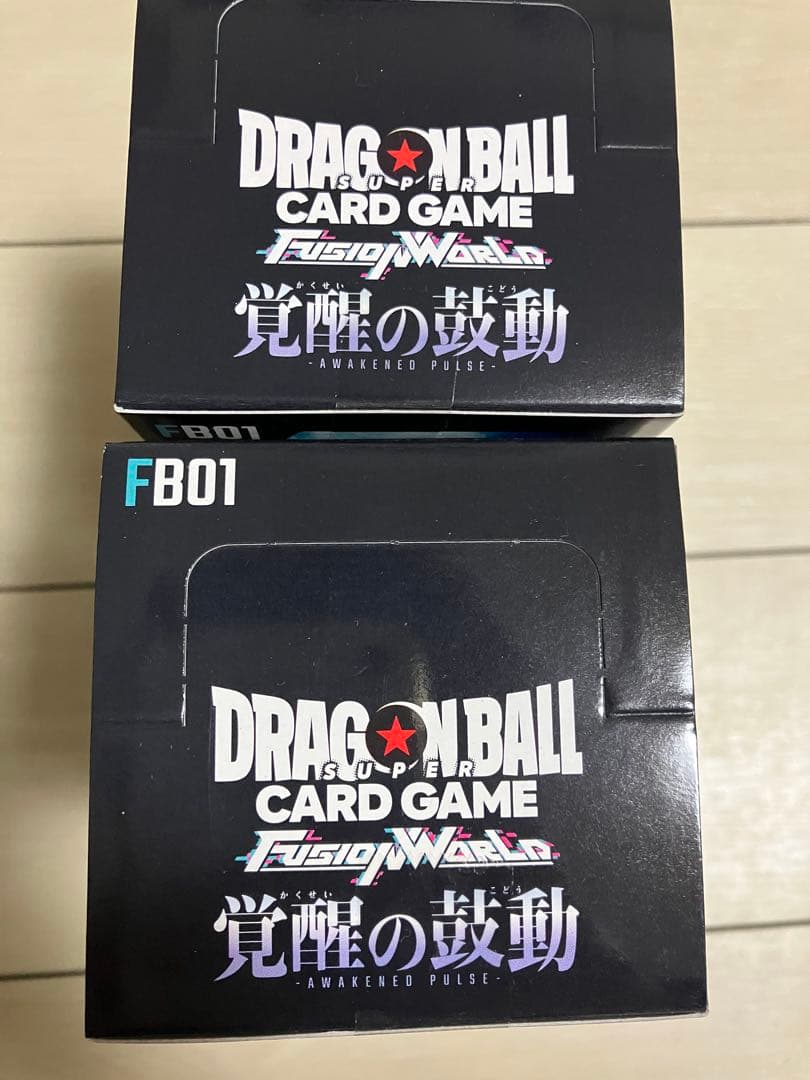 DRAGON BALL
SUPER
CARD GAME
FUSION WORLD
かくせい こどう
覚醒の鼓動
-AWAKENED PULSE-
FB01
FB01
DRAGON BALL
SUPER
CARD GAME
FUSION WORLD
かくせい こどう
覚醒の鼓動
-AWAKENED PULSE-